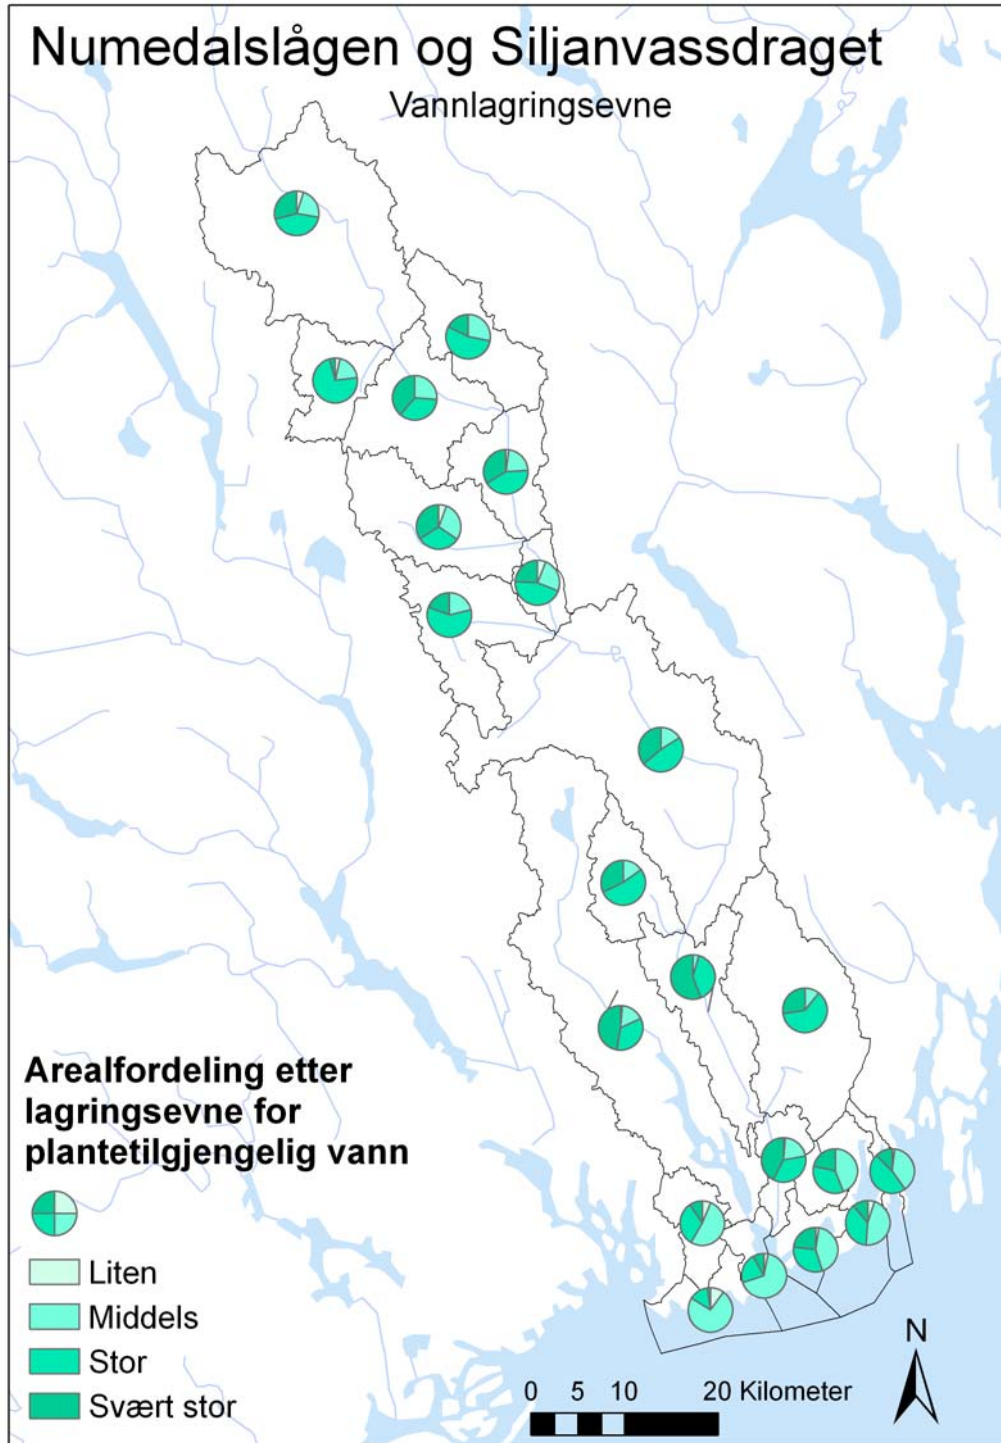 Numedalslågen og Siljanvassdraget
Vannlagringsevne
Arealfordeling etter
lagringsevne for
plantetilgjengelig vann
Liten
Middels
Stor
Svært stor
0 5 10 20 Kilometer
N